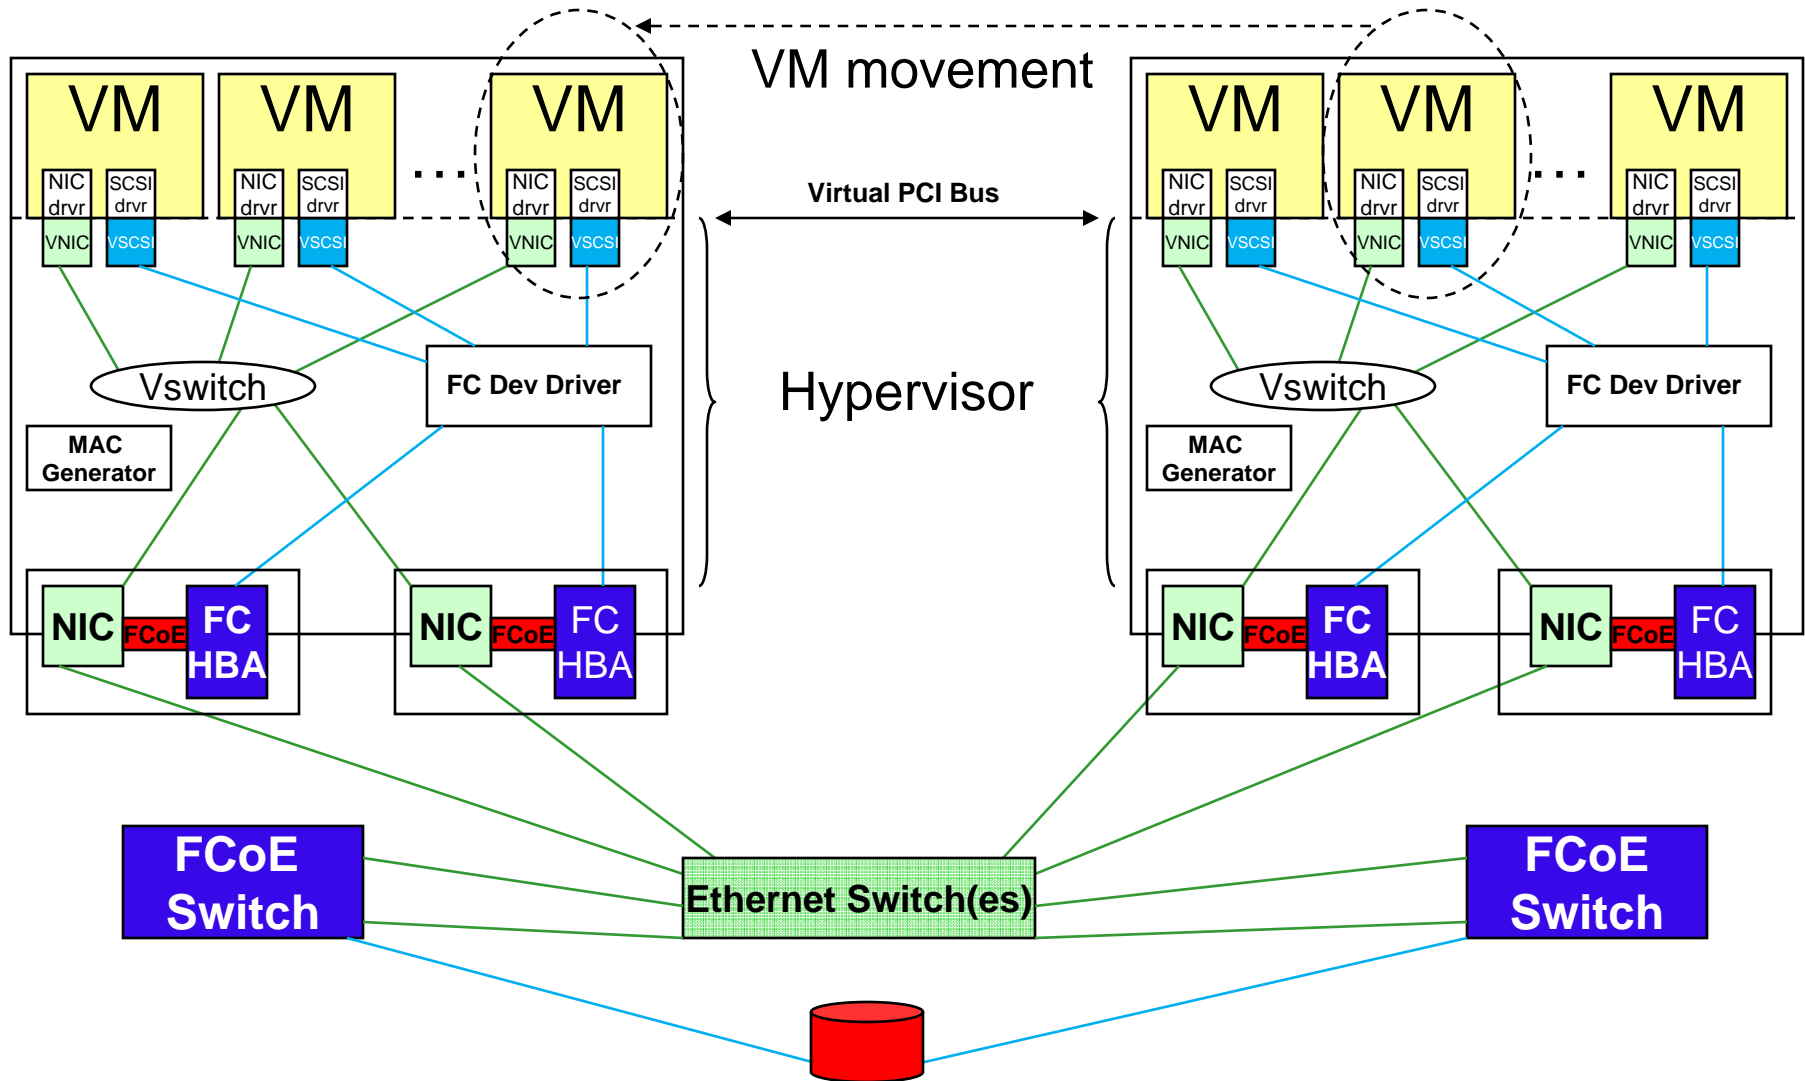 VM movement
VM
VM
VM
VM
VM
VM
NIC
drvr
SCSI
drvr
NIC
drvr
SCSI
drvr
...
NIC
drvr
SCSI
drvr
Virtual PCI Bus
NIC
drvr
SCSI
drvr
NIC
drvr
SCSI
drvr
...
NIC
drvr
SCSI
drvr
VNIC
VSCSI
VNIC
VSCSI
VNIC
VSCSI
VNIC
VSCSI
VNIC
VSCSI
VNIC
VSCSI
Vswitch
FC Dev Driver
Hypervisor
Vswitch
FC Dev Driver
MAC
Generator
MAC
Generator
NIC
FCoE
FC
HBA
NIC
FCoE
FC
HBA
NIC
FCoE
FC
HBA
NIC
FCoE
FC
HBA
FCoE
Switch
Ethernet Switch(es)
FCoE
Switch